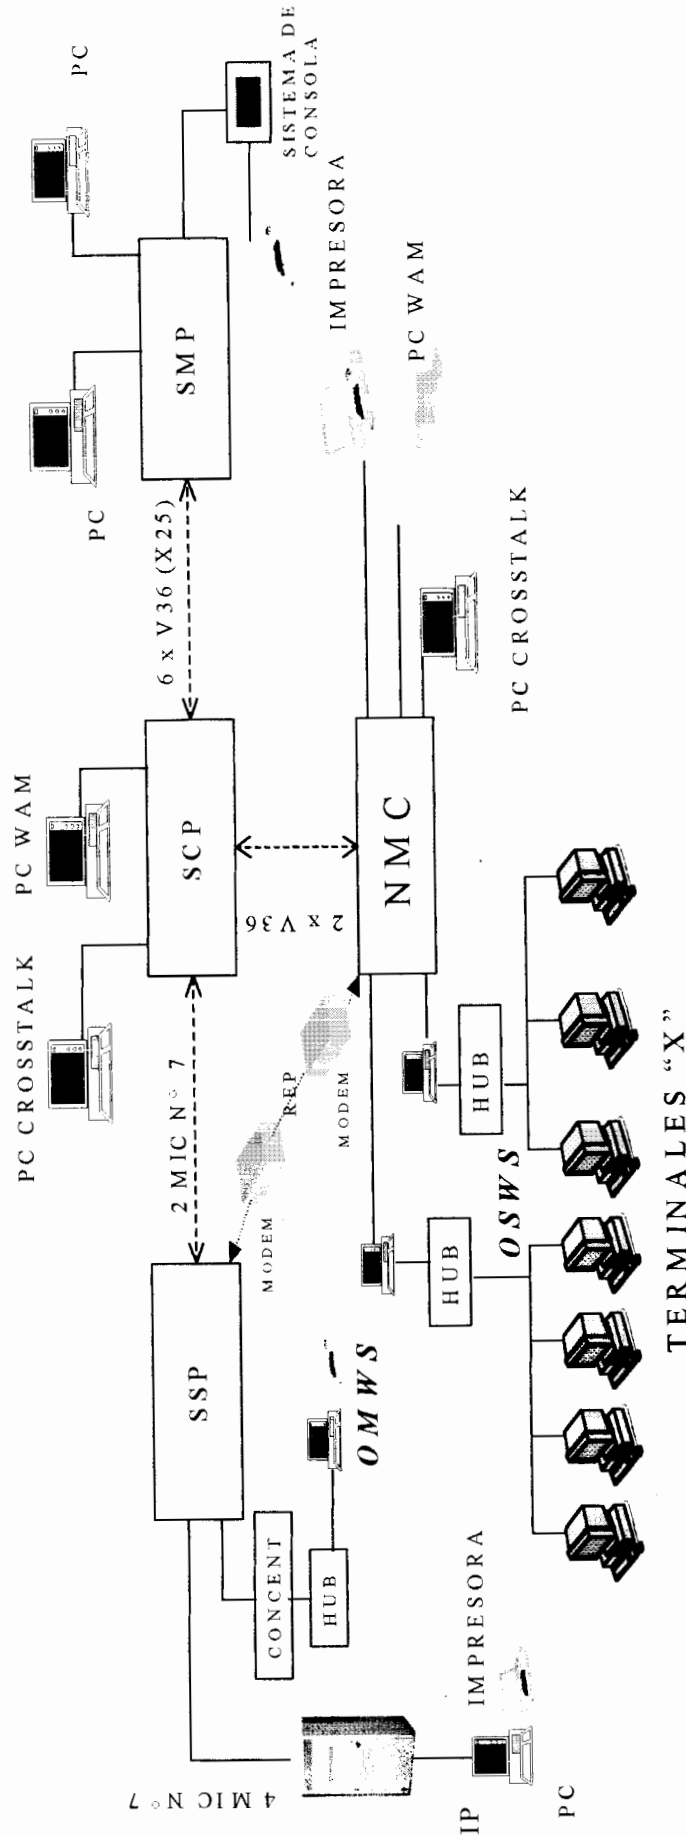 PC
PC
SMP
SISTEMA DE
CONSOLA
6 x V36 (X25)
PC CROSSTALK
PC WAM
SCP
2 MIC N° 7
2 x V36
SSP
CONCENT
HUB
OMWS
MODEM
REP
MODEM
NMC
IMPRESORA
PC WAM
PC CROSSTALK
HUB
HUB
OSWS
4 MIC N°7
IP
PC
IMPRESORA
TERMINALES “X”